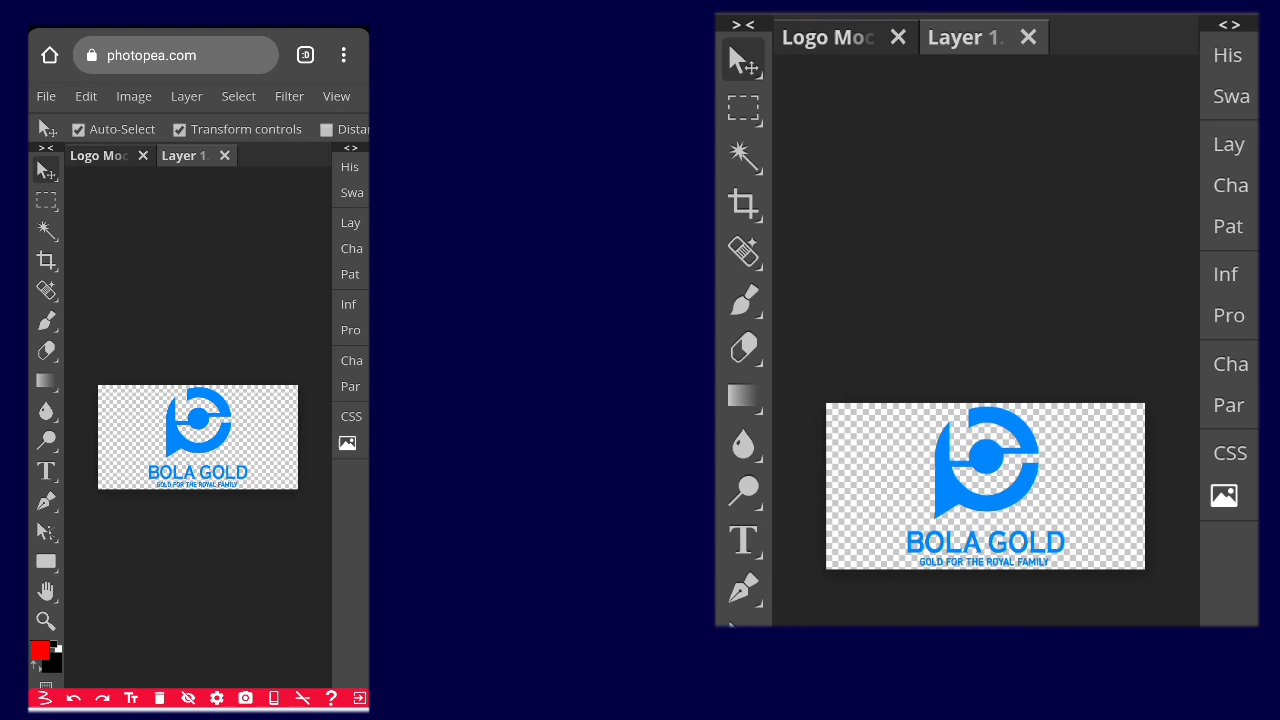 photopea.com :D
File Edit Image Layer Select Filter View
Auto-Select Transform controls Distar
> < < >
Logo Moc Layer 1.
His
Swa
Lay
Cha
Pat
Inf
Pro
Cha
Par
CSS
BOLA GOLD
GOLD FOR THE ROYAL FAMILY
T
Tт ?
> < < >
Logo Moc Layer 1.
His
Swa
Lay
Cha
Pat
Inf
Pro
Cha
Par
CSS
BOLA GOLD
GOLD FOR THE ROYAL FAMILY
T